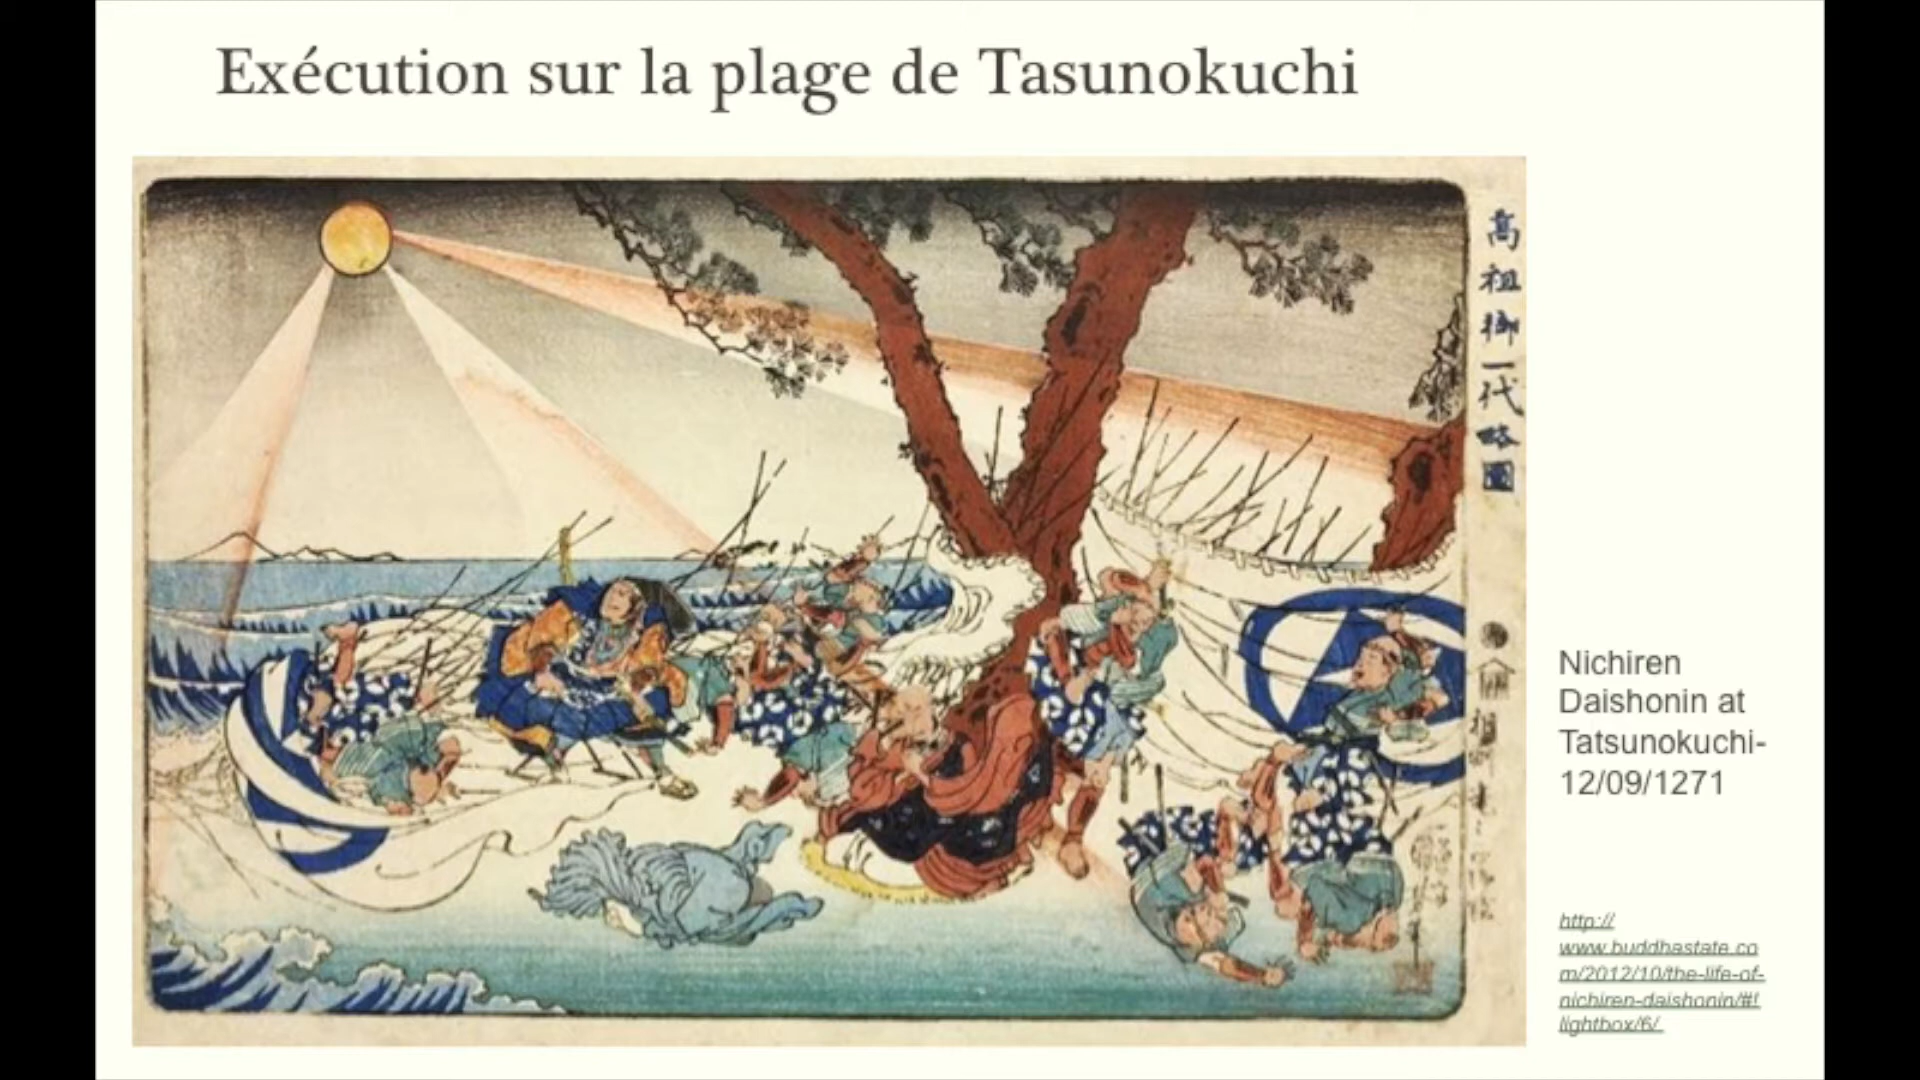 Exécution sur la plage de Tasunokuchi
高祖御一代略圖
Nichiren
Daishonin at
Tatsunokuchi-
12/09/1271
http://
www.buddhastate.co
m/2012/10/the-life-of-
nichiren-daishonin/#!
lightbox/6/